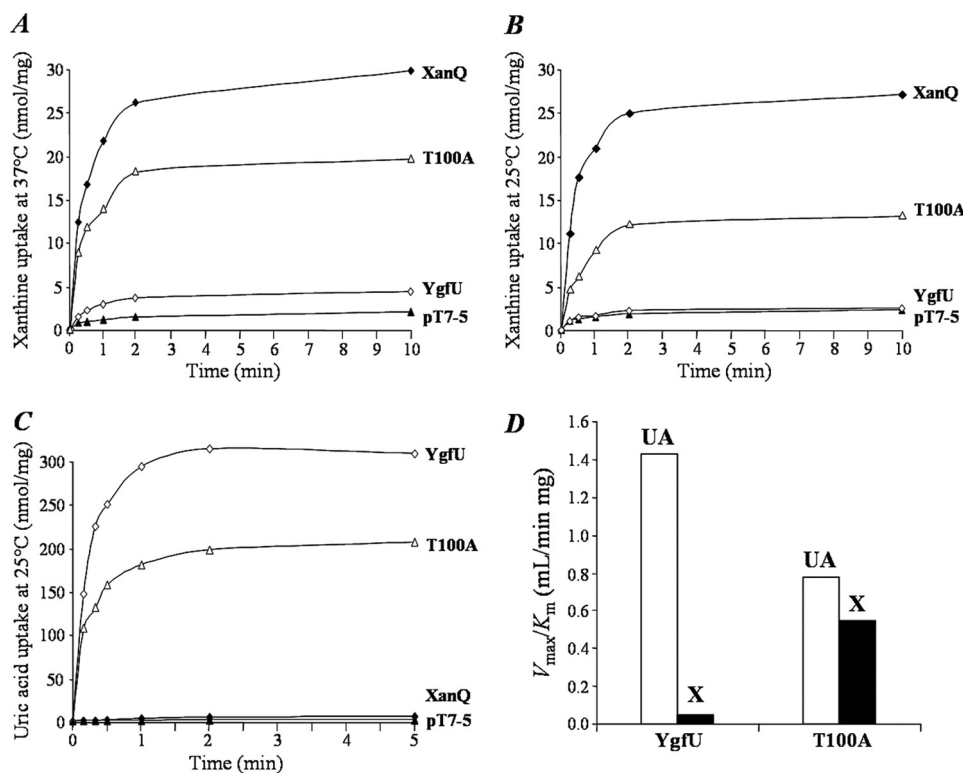 A
Xanthine uptake at 37°C (nmol/mg)
30
25
20
15
10
5
0
XanQ
T100A
YgfU
pT7-5
0 1 2 3 4 5 6 7 8 9 10
Time (min)
B
Xanthine uptake at 25°C (nmol/mg)
30
25
20
15
10
5
0
XanQ
T100A
YgfU
pT7-5
0 1 2 3 4 5 6 7 8 9 10
Time (min)
C
Uric acid uptake at 25°C (nmol/mg)
300
250
200
150
100
50
0
YgfU
T100A
XanQ
pT7-5
0 1 2 3 4 5
Time (min)
D
Vmax/Km (mL/min mg)
1.6
1.4
1.2
1.0
0.8
0.6
0.4
0.2
0.0
UA
X
UA
X
YgfU T100A